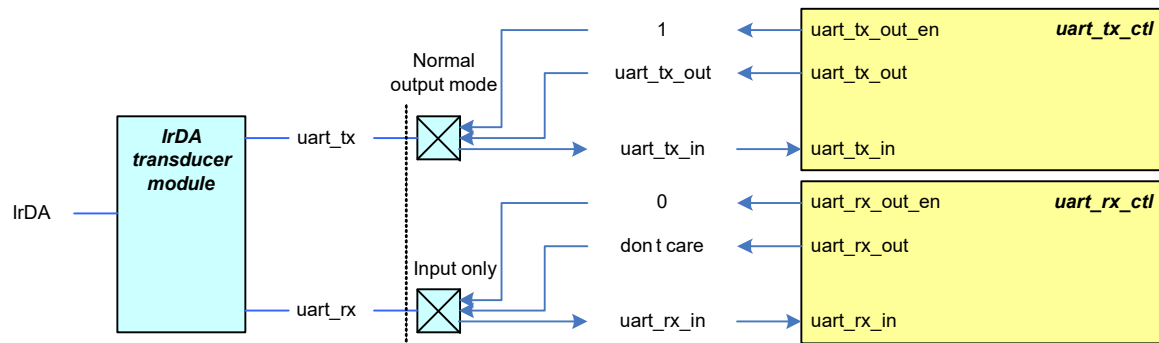 1
uart_tx_out_en
uart_tx_ctl
Normal
output mode
uart_tx_out
uart_tx_out
IrDA
transducer
module
uart_tx
uart_tx_in
uart_tx_in
IrDA
0
uart_rx_out_en
uart_rx_ctl
don t care
uart_rx_out
Input only
uart_rx
uart_rx_in
uart_rx_in